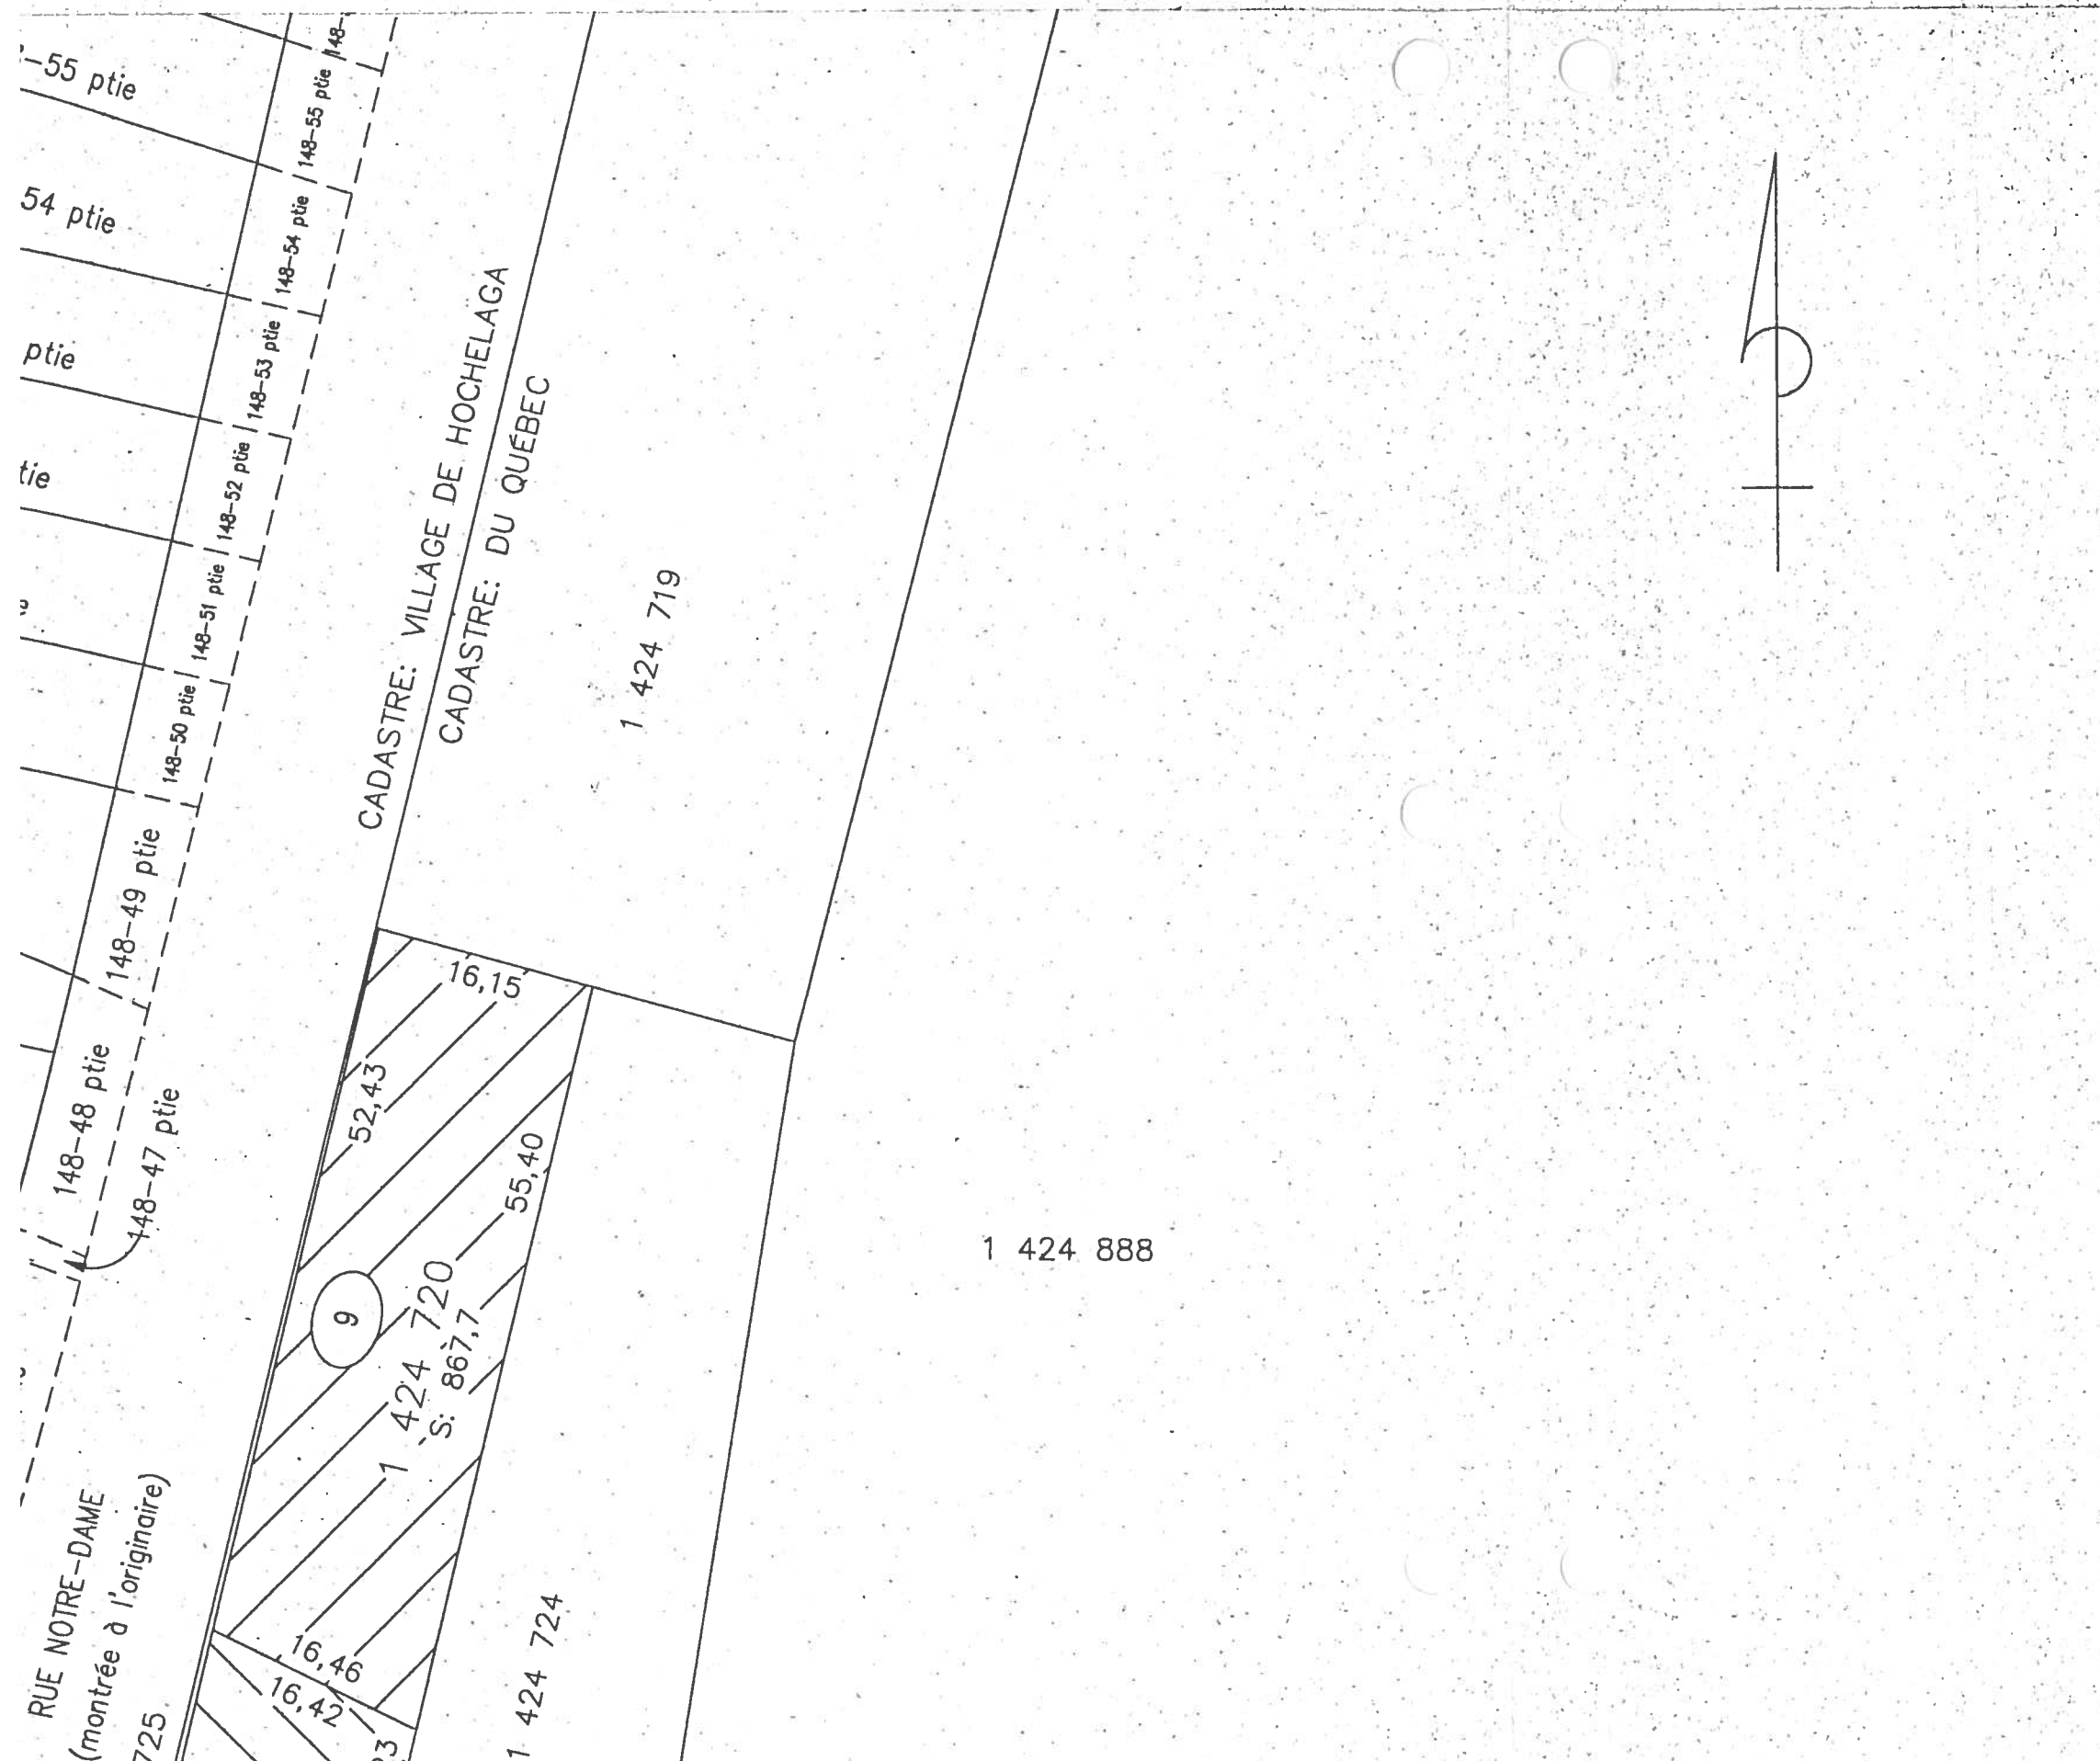 -55 ptie
148-
148-55 ptie
54 ptie
148-54 ptie
ptie
148-53 ptie
tie
148-52 ptie
148-51 ptie
148-50 ptie
148-49 ptie
148-48 ptie
148-47 ptie
CADASTRE: VILLAGE DE HOCHELAGA
CADASTRE: DU QUÉBEC
1 424 719
16,15
52,43
55,40
9
1 424 720
S: 867,7
1 424 888
16,46
16,42
1 424 724
RUE NOTRE-DAME
(montrée à l'originaire)
725